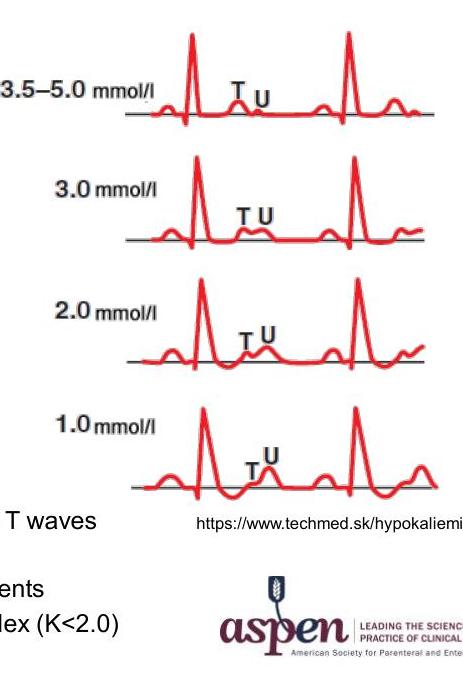 3.5–5.0 mmol/l
T U
3.0 mmol/l
T U
2.0 mmol/l
T U
1.0 mmol/l
T U
T waves
https://www.techmed.sk/hypokaliemi
ents
lex (K<2.0)
aspen
LEADING THE SCIENC
PRACTICE OF CLINICAL
American Society for Parenteral and Ente